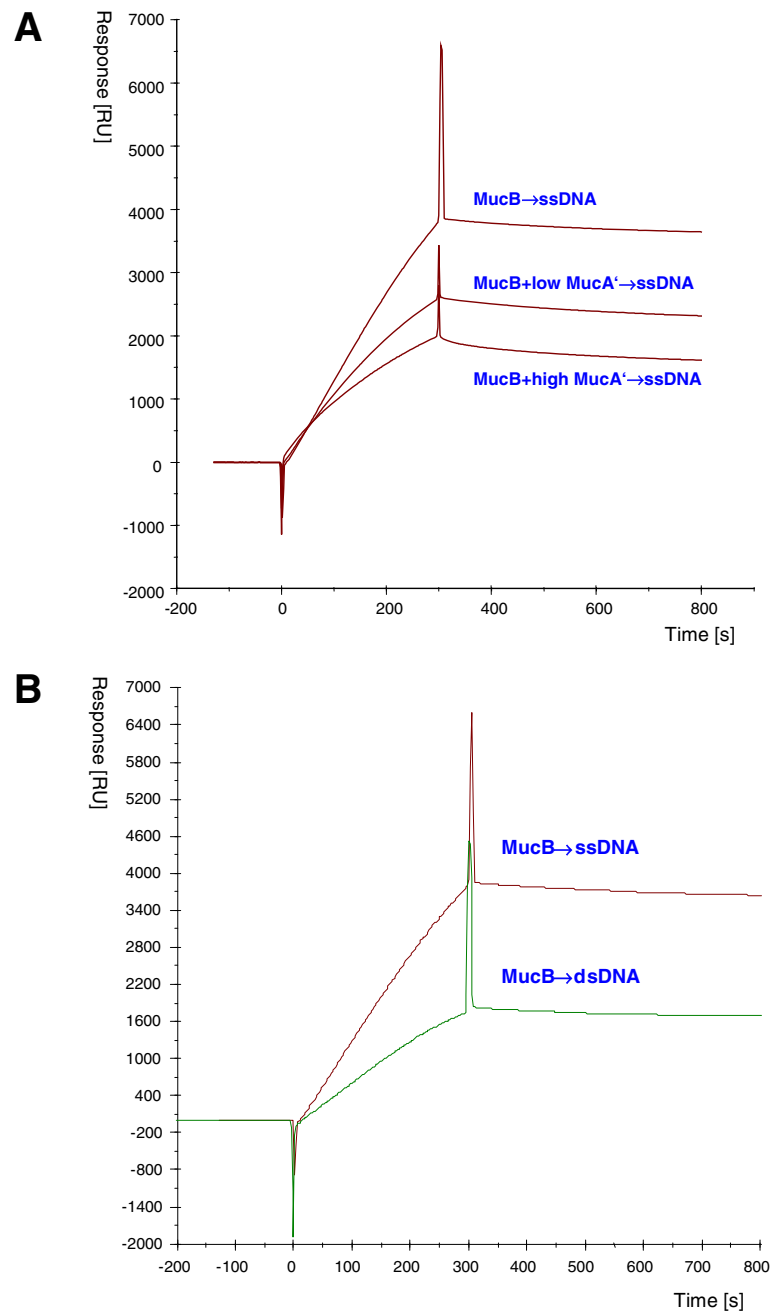 A
Response [RU]
7000
6000
5000
4000
3000
2000
1000
0
-1000
-2000
MucB→ssDNA
MucB+low MucA‘→ssDNA
MucB+high MucA‘→ssDNA
-200 0 200 400 600 800
Time [s]
B
Response [RU]
7000
6400
5800
5200
4600
4000
3400
2800
2200
1600
1000
400
-200
-800
-1400
-2000
MucB→ssDNA
MucB→dsDNA
-200 -100 0 100 200 300 400 500 600 700 800
Time [s]